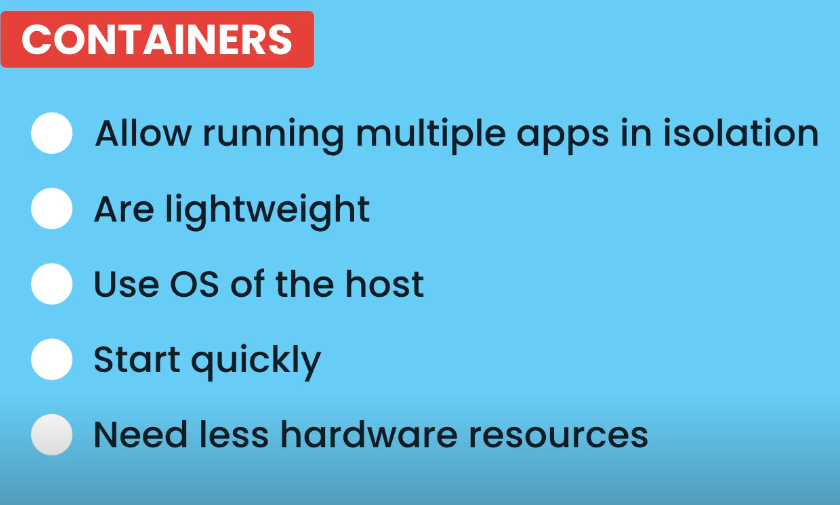 CONTAINERS
Allow running multiple apps in isolation
Are lightweight
Use OS of the host
Start quickly
Need less hardware resources